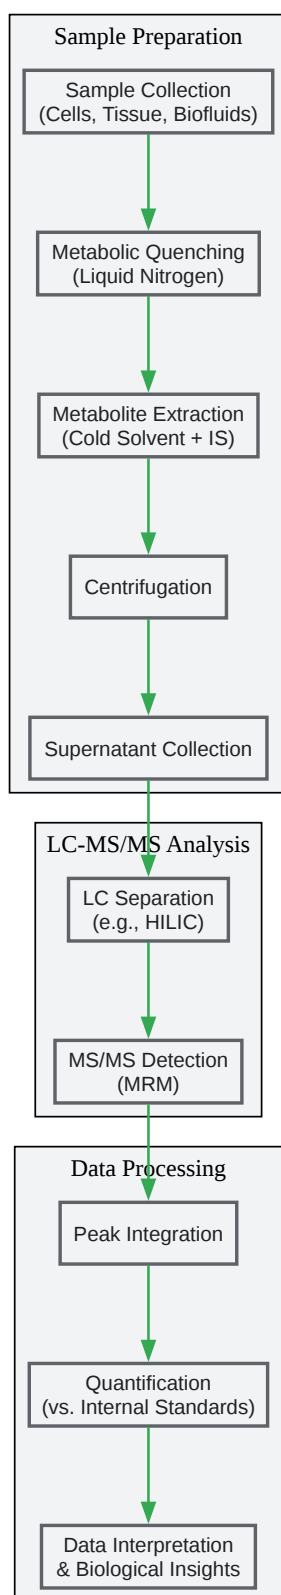 Sample Preparation
Sample Collection
(Cells, Tissue, Biofluids)
Metabolic Quenching
(Liquid Nitrogen)
Metabolite Extraction
(Cold Solvent + IS)
Centrifugation
Supernatant Collection
LC-MS/MS Analysis
LC Separation
(e.g., HILIC)
MS/MS Detection
(MRM)
Data Processing
Peak Integration
Quantification
(vs. Internal Standards)
Data Interpretation
& Biological Insights